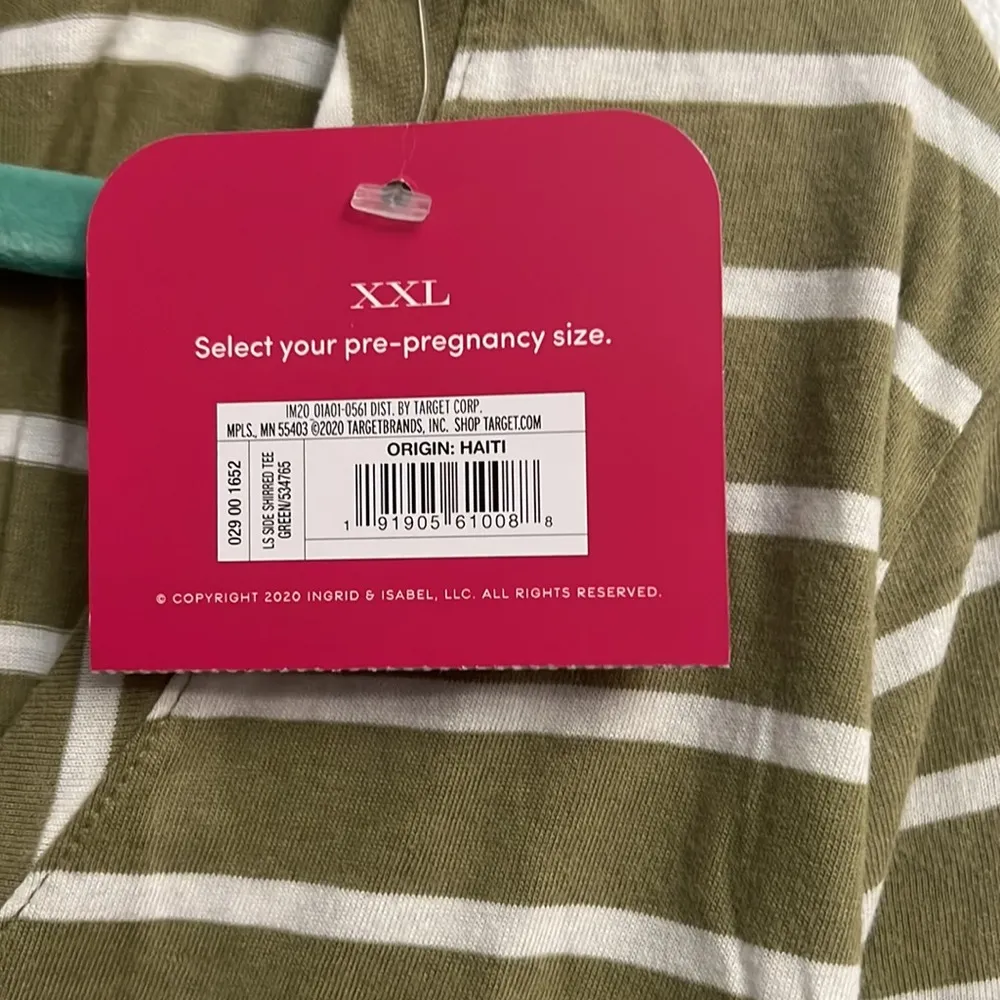 XXL
Select your pre-pregnancy size.
IM20 01A01-0561 DIST. BY TARGET CORP.
MPLS., MN 55403 ©2020 TARGETBRANDS, INC. SHOP TARGET.COM
029 00 1652
LS SIDE SHIRRED TEE
GREEN/534765
ORIGIN: HAITI
1 91905 61008 8
© COPYRIGHT 2020 INGRID & ISABEL, LLC. ALL RIGHTS RESERVED.